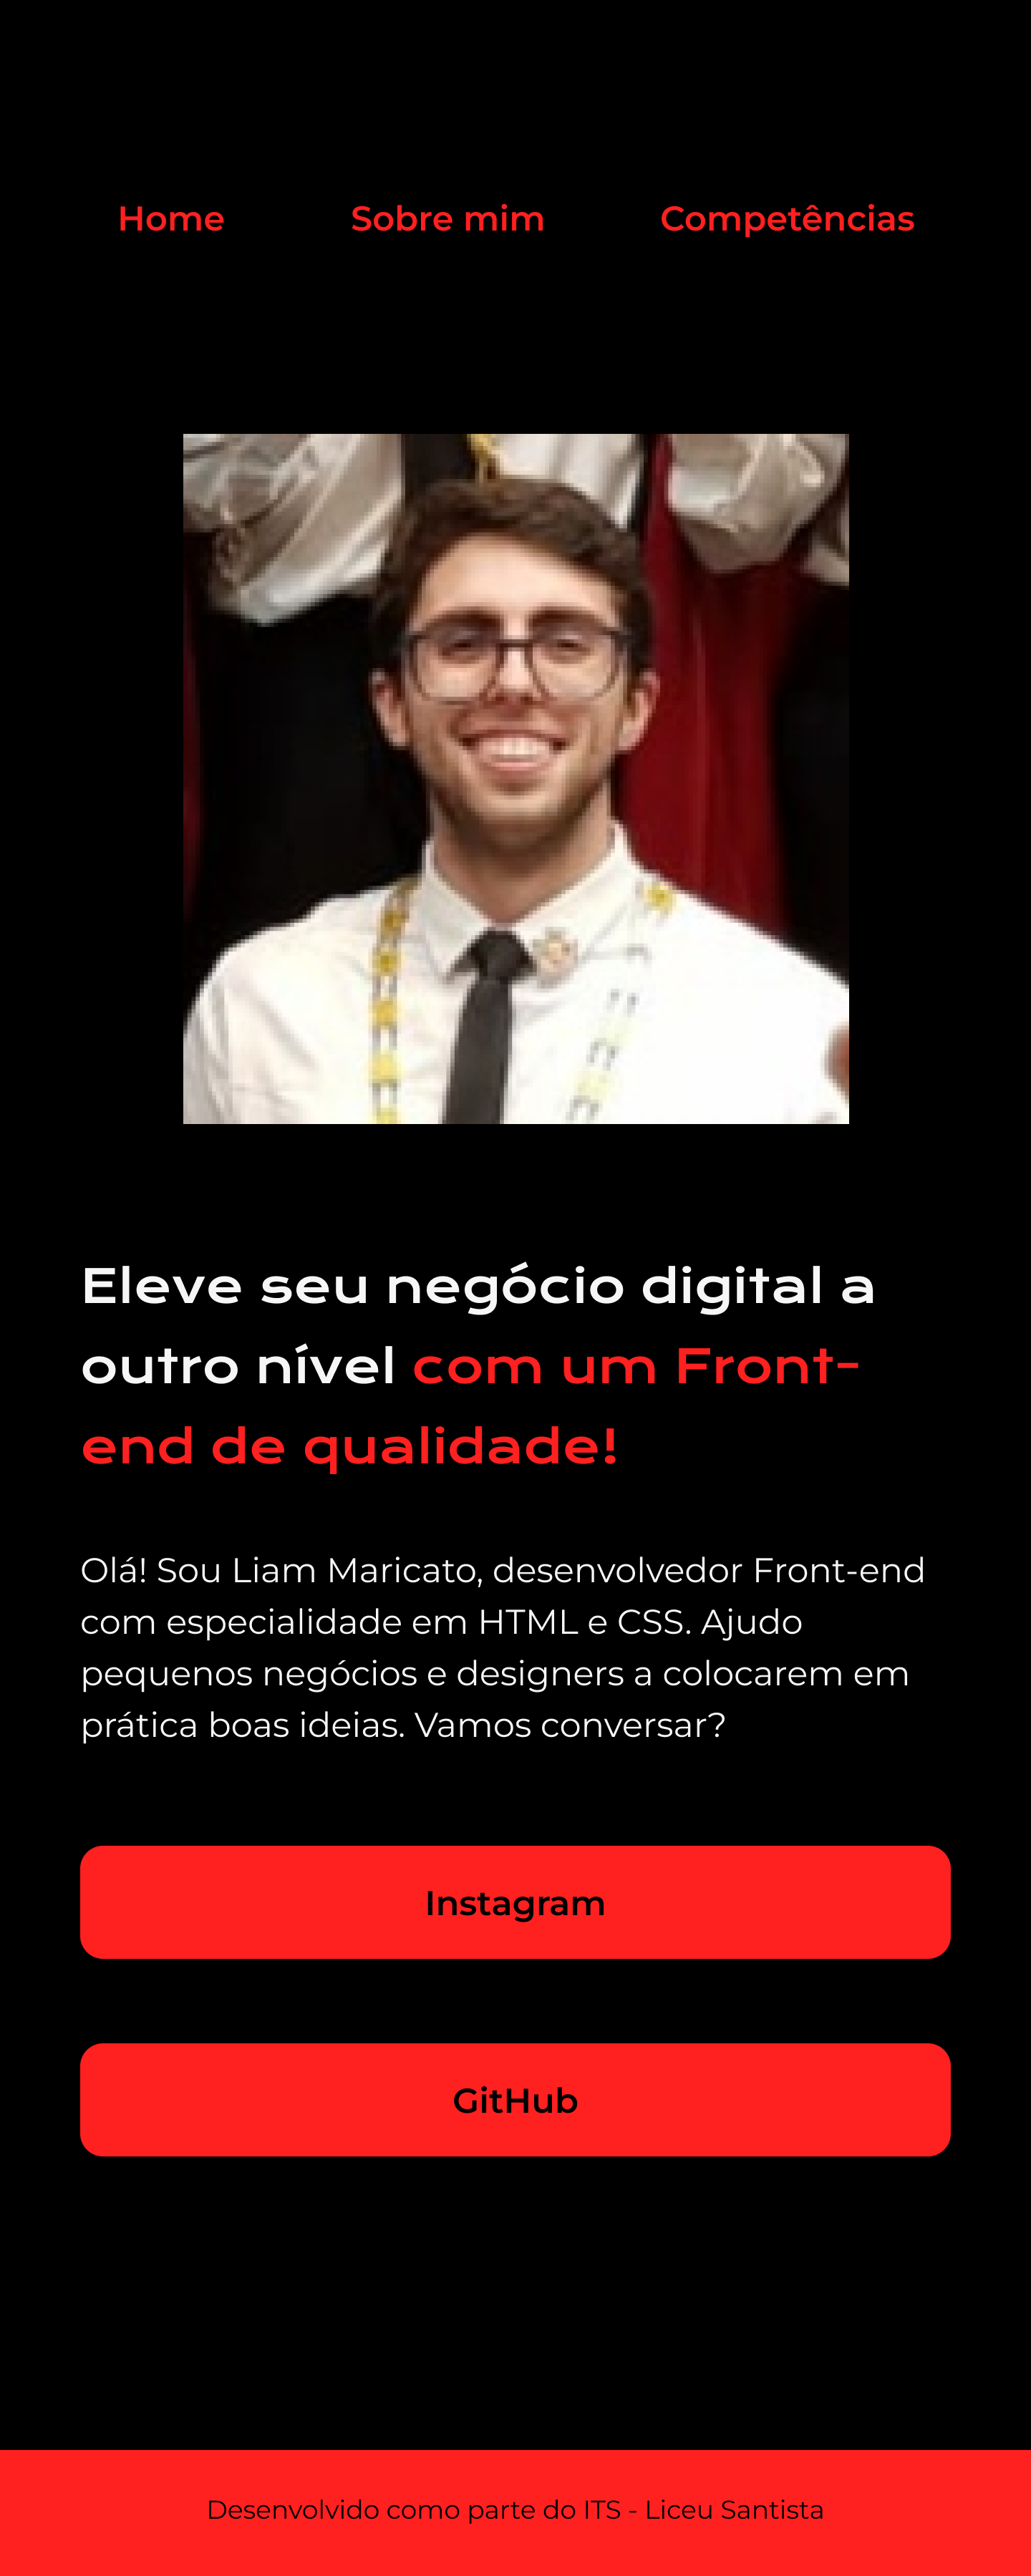 Home Sobre mim Competências
Eleve seu negócio digital a
outro nível com um Front-
end de qualidade!
Olá! Sou Liam Maricato, desenvolvedor Front-end
com especialidade em HTML e CSS. Ajudo
pequenos negócios e designers a colocarem em
prática boas ideias. Vamos conversar?
Instagram
GitHub
Desenvolvido como parte do ITS - Liceu Santista